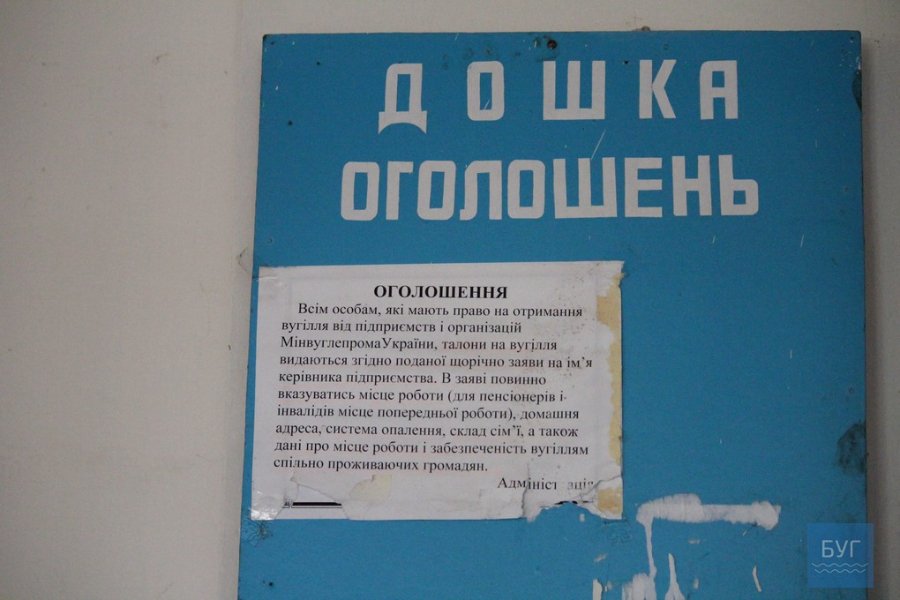 ДОШКА
ОГОЛОШЕНЬ
ОГОЛОШЕННЯ
Всім особам, які мають право на отримання
вугілля від підприємств і організацій
МінвуглепромаУкраїни, талони на вугілля
видаються згідно поданої щорічно заяви на ім’я
керівника підприємства. В заяві повинно
вказуватись місце роботи (для пенсіонерів і
інвалідів місце попередньої роботи), домашня
адреса, система опалення, склад сім’ї, а також
дані про місце роботи і забезпеченість вугіллям
спільно проживаючих громадян.
БУГ